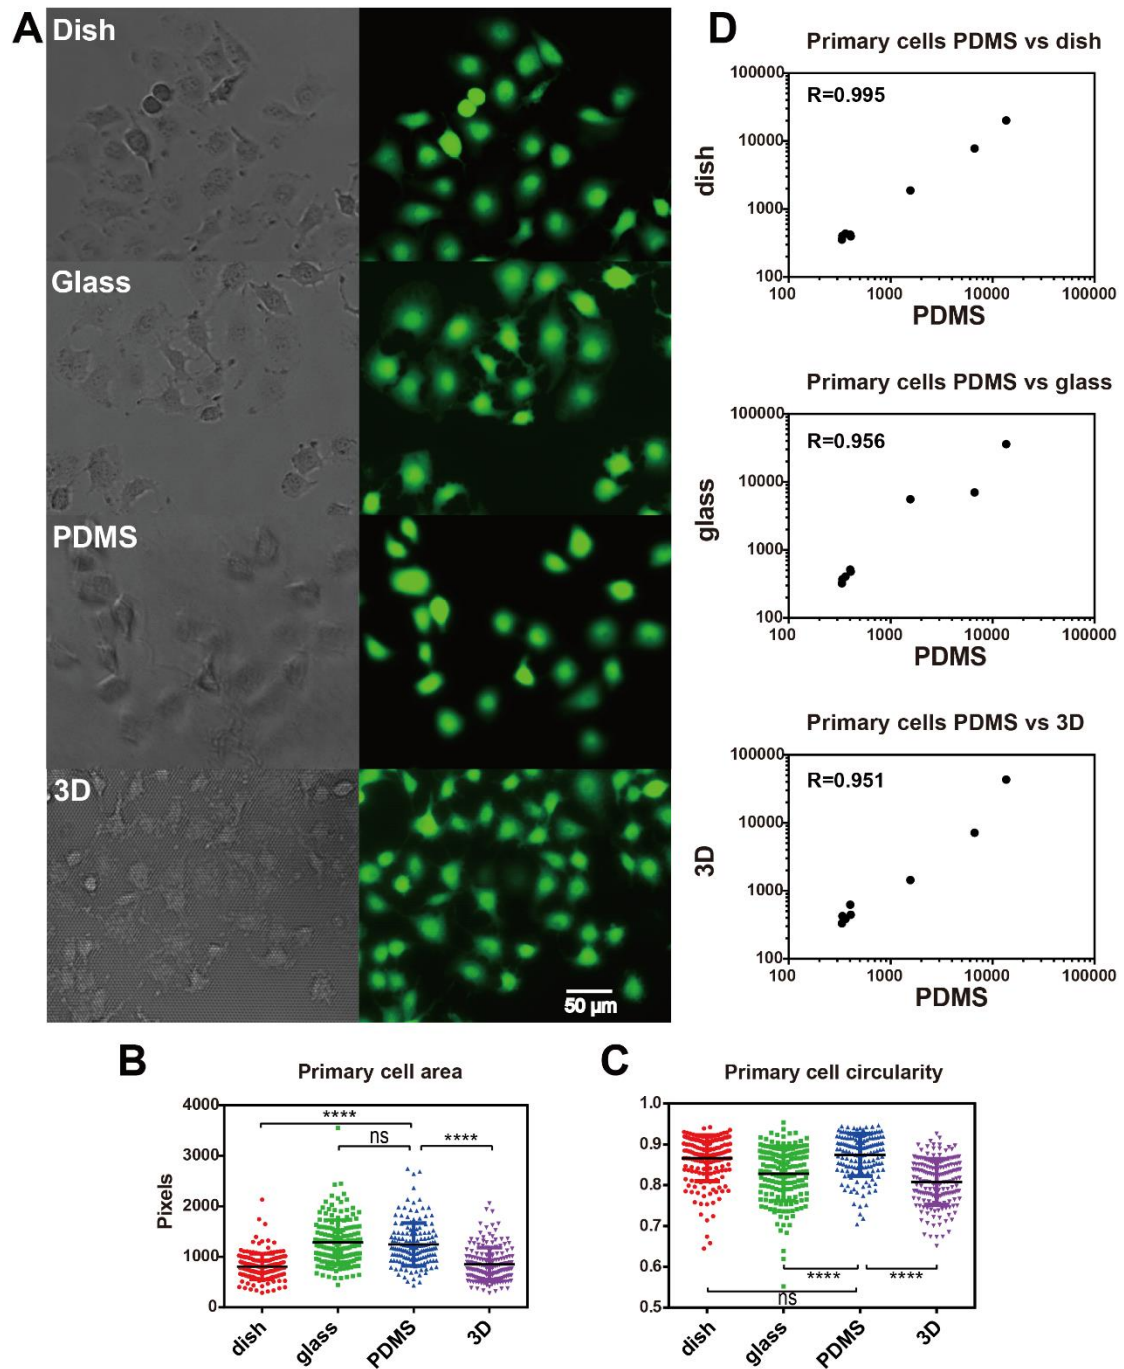 A
Dish
Glass
PDMS
3D
50 µm
D
Primary cells PDMS vs dish
R=0.995
100000
10000
1000
100
dish
100 1000 10000 100000
PDMS
Primary cells PDMS vs glass
R=0.956
100000
10000
1000
100
glass
100 1000 10000 100000
PDMS
Primary cells PDMS vs 3D
R=0.951
100000
10000
1000
100
3D
100 1000 10000 100000
PDMS
B
Primary cell area
Pixels
4000
3000
2000
1000
0
****
ns
****
dish glass PDMS 3D
C
Primary cell circularity
1.0
0.9
0.8
0.7
0.6
0.5
**** ****
ns
dish glass PDMS 3D